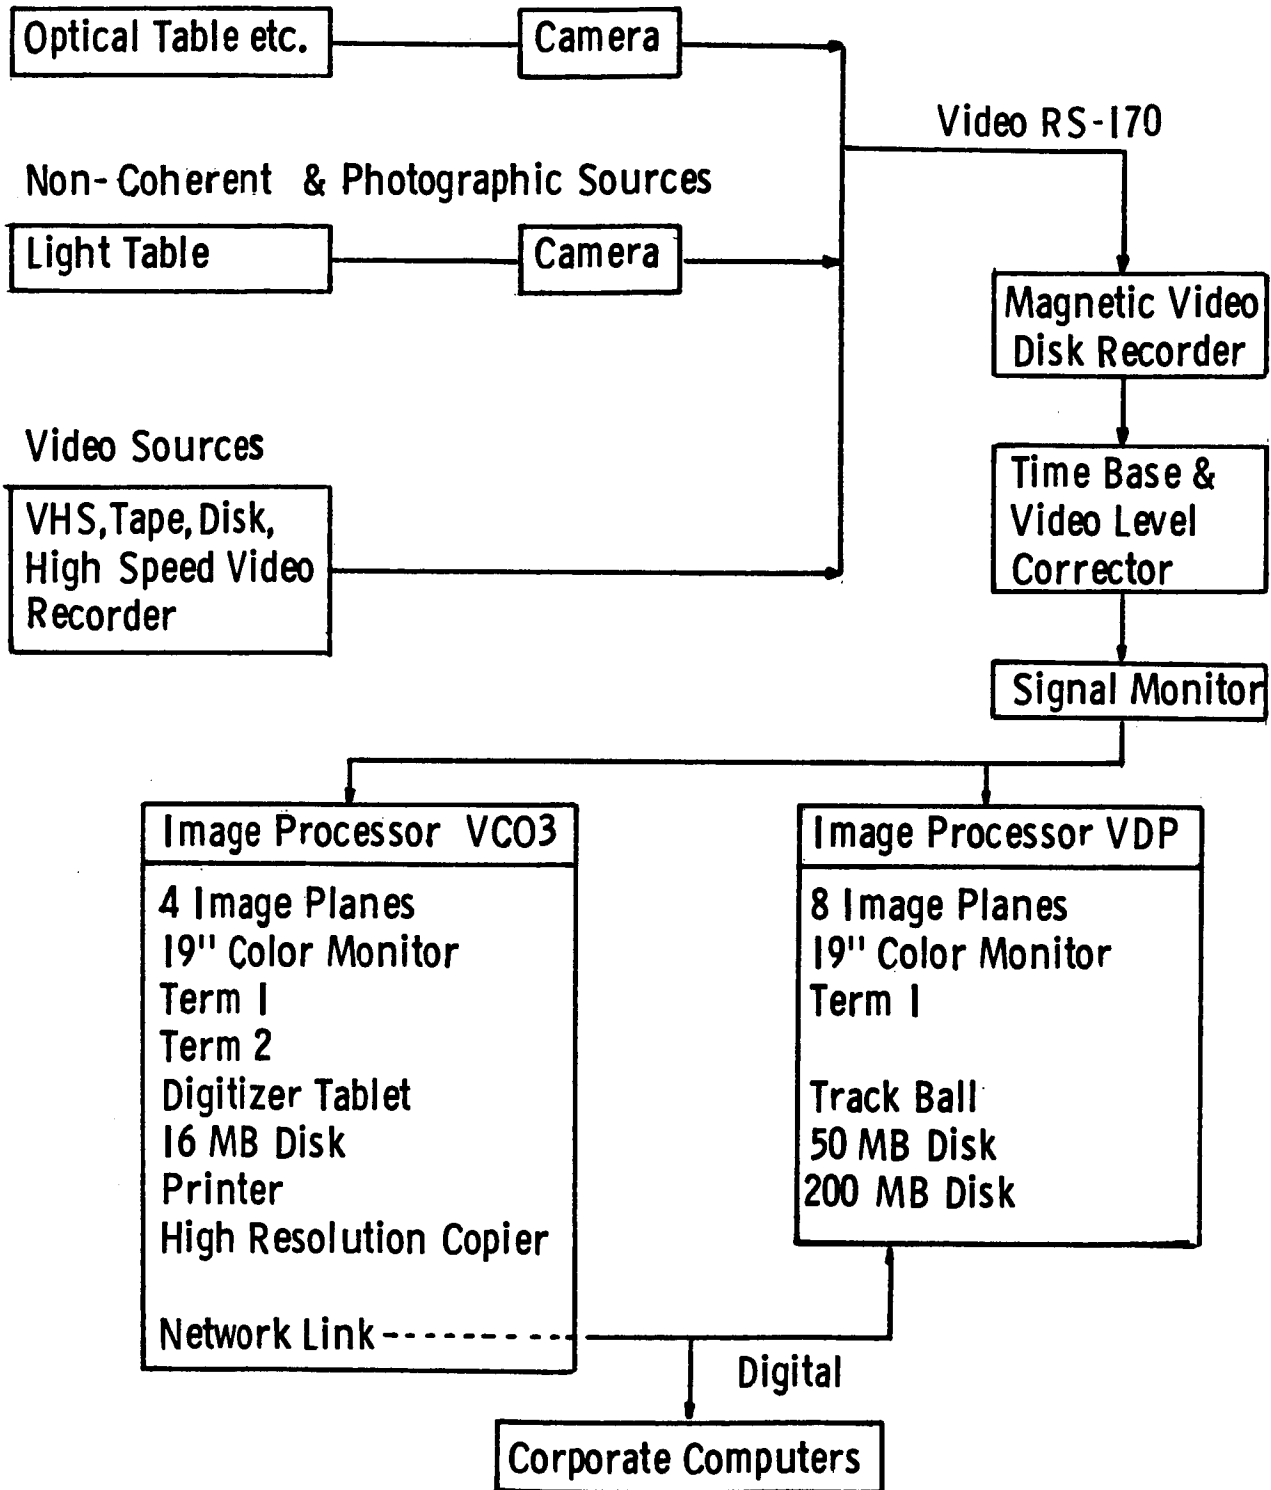 Optical Table etc.
Camera
Video RS-170
Non-Coherent & Photographic Sources
Light Table
Camera
Magnetic Video
Disk Recorder
Video Sources
VHS, Tape, Disk,
High Speed Video
Recorder
Time Base &
Video Level
Corrector
Signal Monitor
Image Processor VCO3
4 Image Planes
19" Color Monitor
Term 1
Term 2
Digitizer Tablet
16 MB Disk
Printer
High Resolution Copier
Network Link
Image Processor VDP
8 Image Planes
19" Color Monitor
Term 1
Track Ball
50 MB Disk
200 MB Disk
Digital
Corporate Computers